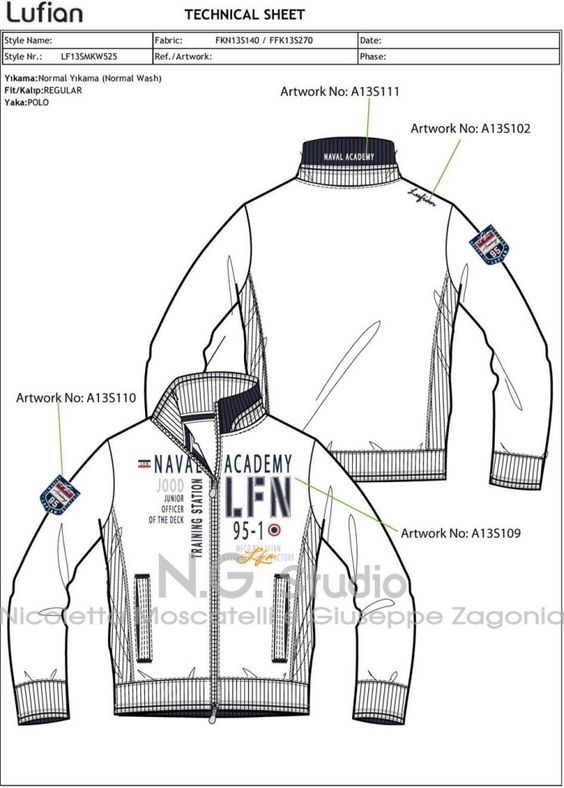 Lufian
TECHNICAL SHEET
Style Name:
Fabric: FKN13S140 / FFK13S270
Date:
Style Nr.: LF13SMKW525
Ref./Artwork:
Phase:
Yıkama:Normal Yıkama (Normal Wash)
Fit/Kalıp:REGULAR
Yaka:POLO
Artwork No: A13S111
Artwork No: A13S102
NAVAL ACADEMY
Lufian
95
Artwork No: A13S110
NAVAL ACADEMY
JOOD
JUNIOR
OFFICER
OF THE DECK
TRAINING STATION
LFN
95-1
Lfn
95
Artwork No: A13S109
N.G. Studio
Nicoletta Moscatelli e Giuseppe Zagonia